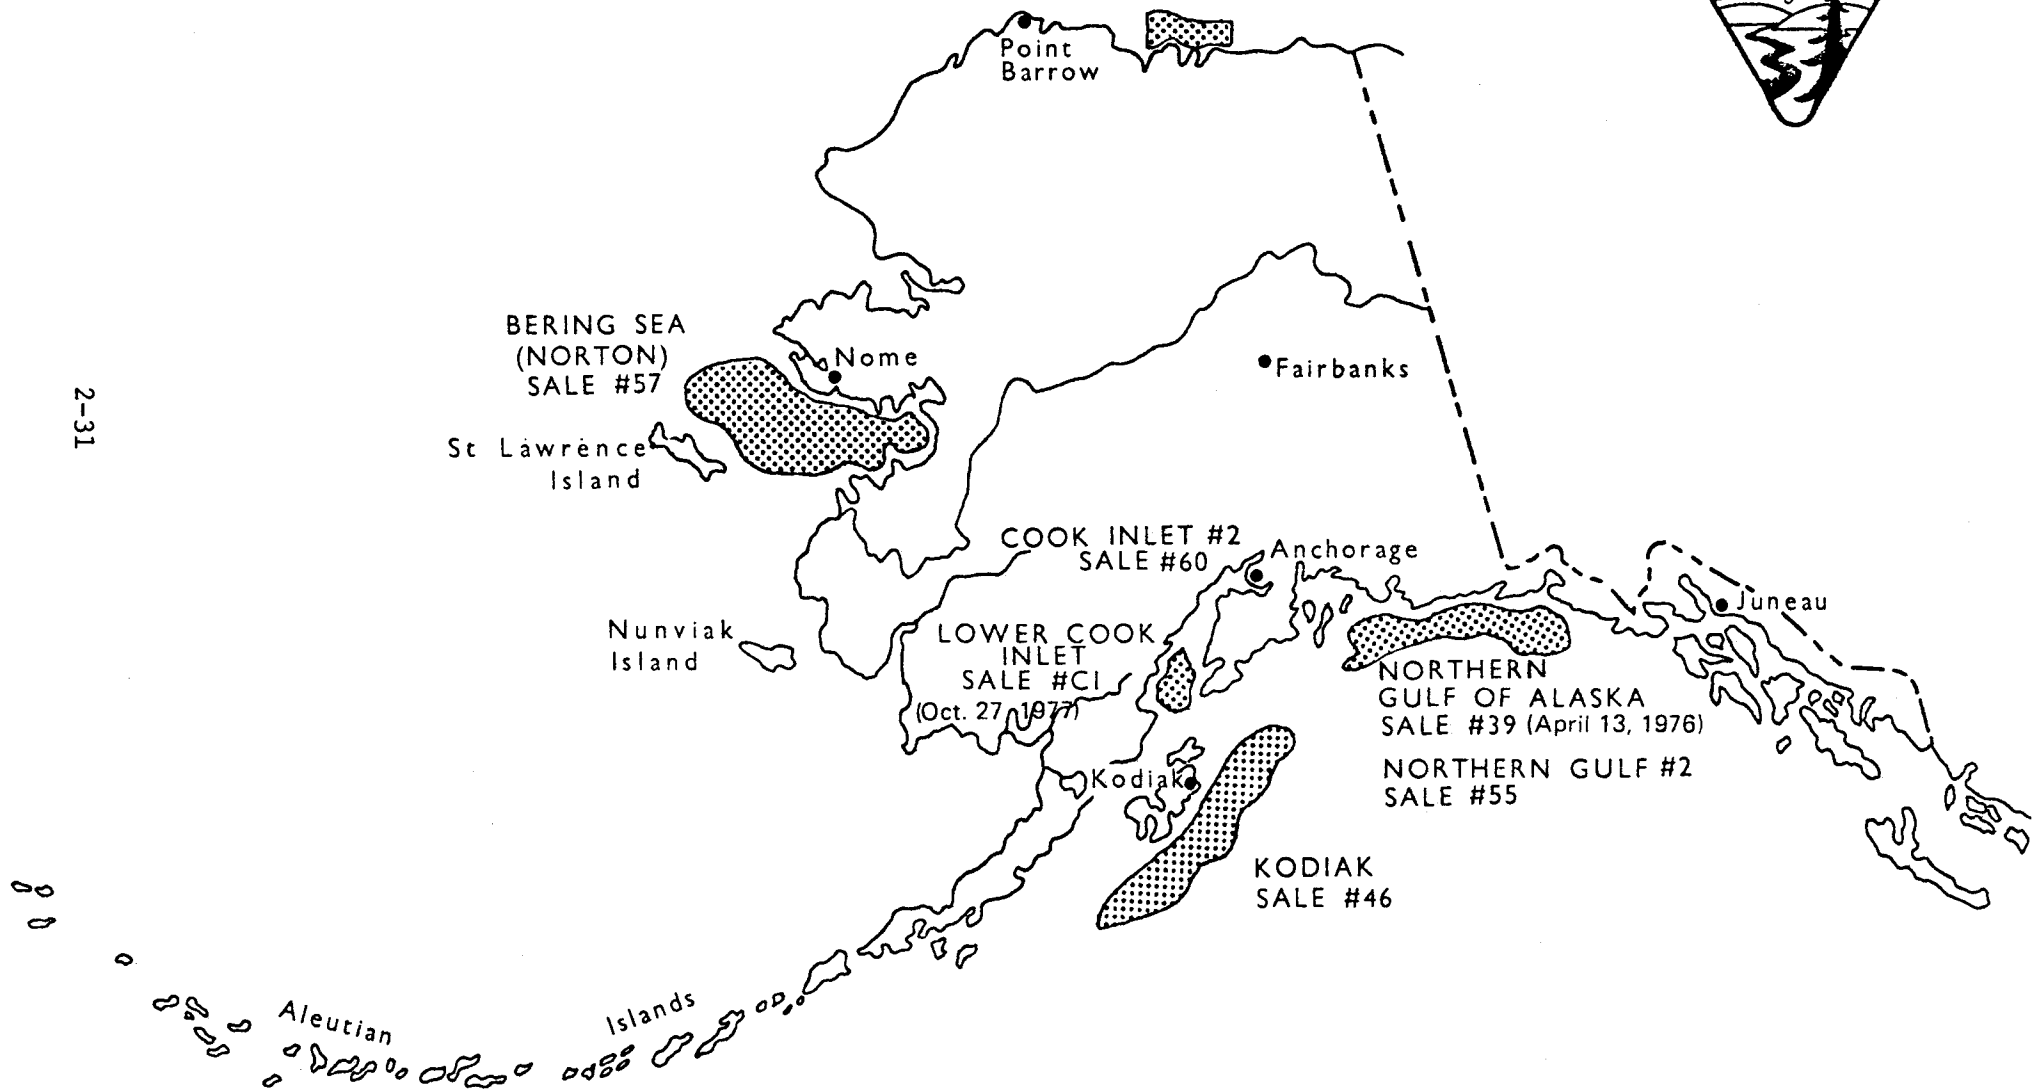 Point
Barrow
BERING SEA
(NORTON)
SALE #57
Nome
Fairbanks
2-31
St Lawrence
Island
COOK INLET #2
SALE #60
Anchorage
Juneau
Nunviak
Island
LOWER COOK
INLET
SALE #CI
(Oct. 27, 1977)
NORTHERN
GULF OF ALASKA
SALE #39 (April 13, 1976)
NORTHERN GULF #2
SALE #55
Kodiak
KODIAK
SALE #46
Aleutian
Islands